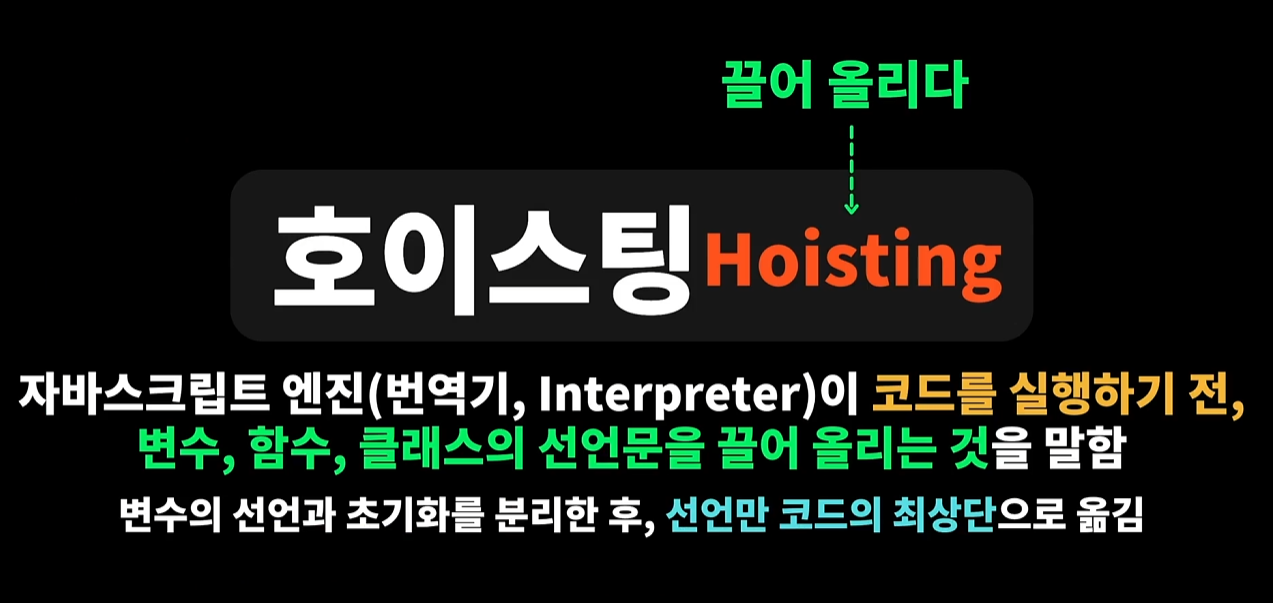 끌어 올리다
호이스팅 Hoisting
자바스크립트 엔진(번역기, Interpreter)이 코드를 실행하기 전,
변수, 함수, 클래스의 선언문을 끌어 올리는 것을 말함
변수의 선언과 초기화를 분리한 후, 선언만 코드의 최상단으로 옮김